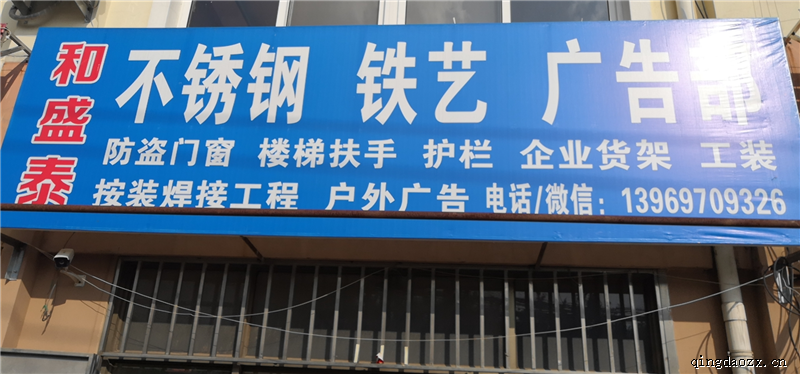 和盛泰
不锈钢 铁艺 广告部
防盗门窗 楼梯扶手 护栏 企业货架 工装
按装焊接工程 户外广告 电话/微信：13969709326
qingdaozx.cn